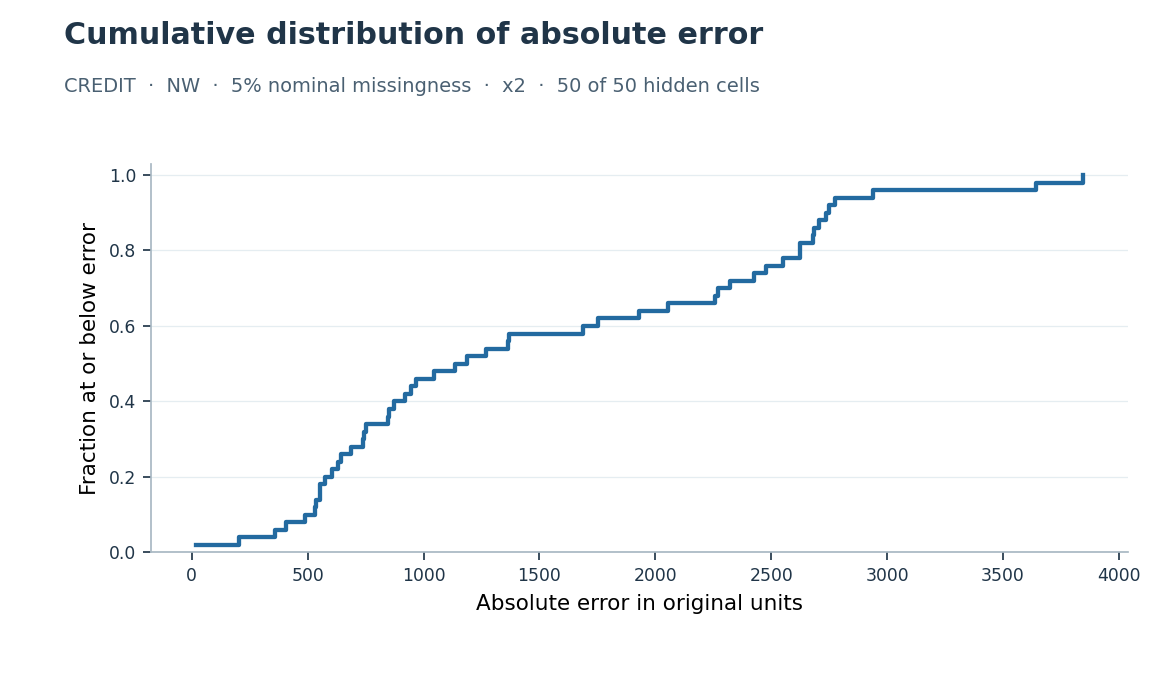 Cumulative distribution of absolute error
CREDIT · NW · 5% nominal missingness · x2 · 50 of 50 hidden cells
Fraction at or below error
1.0
0.8
0.6
0.4
0.2
0.0
0 500 1000 1500 2000 2500 3000 3500 4000
Absolute error in original units